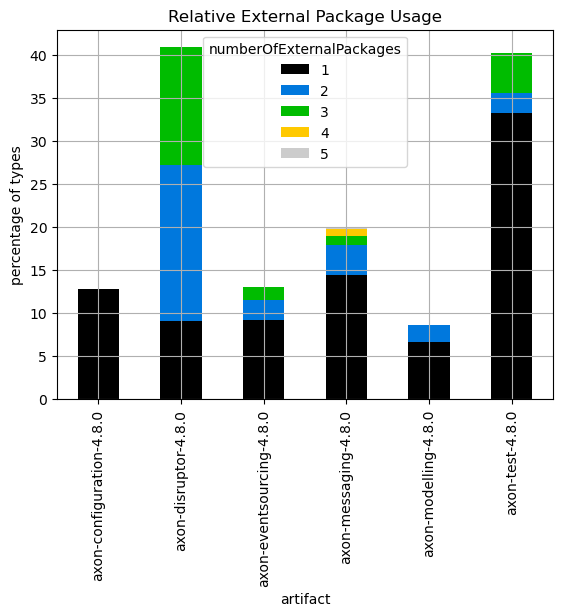 Relative External Package Usage
numberOfExternalPackages
1
2
3
4
5
percentage of types
40
35
30
25
20
15
10
5
0
axon-configuration-4.8.0
axon-disruptor-4.8.0
axon-eventsourcing-4.8.0
axon-messaging-4.8.0
axon-modelling-4.8.0
axon-test-4.8.0
artifact